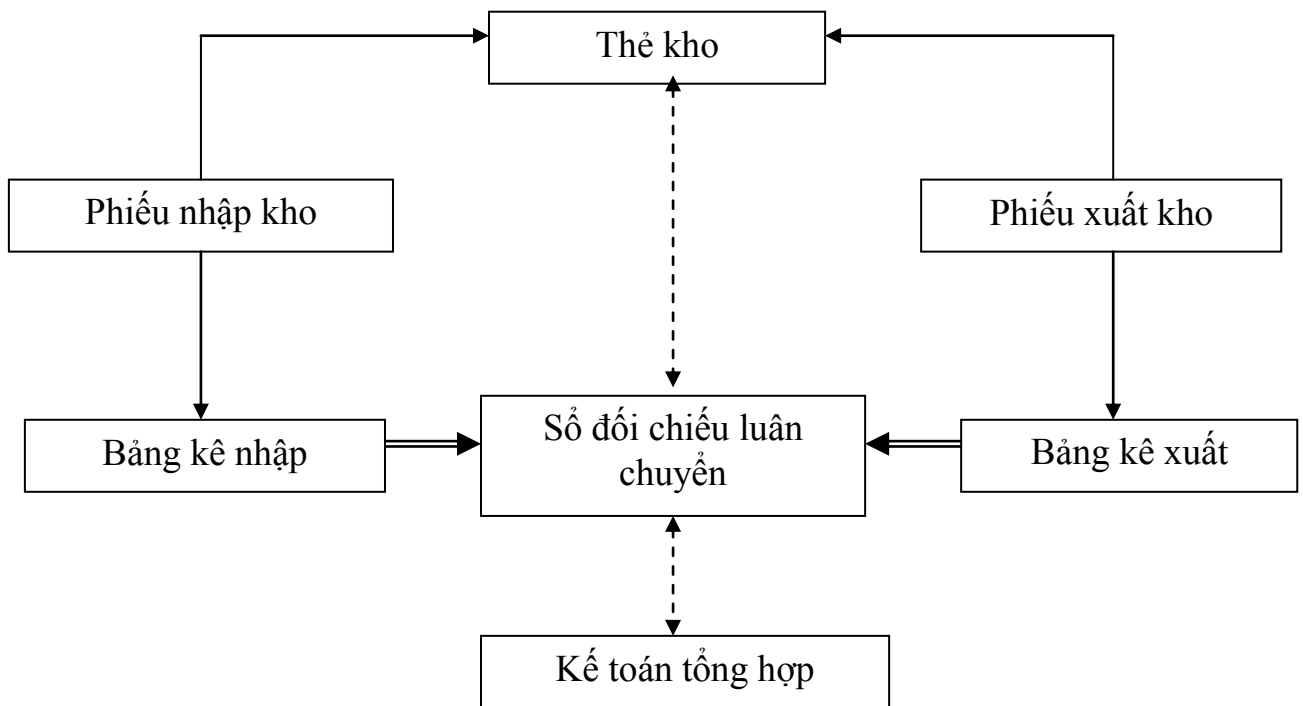 Thẻ kho
Phiếu nhập kho
Phiếu xuất kho
Bảng kê nhập
Sổ đối chiếu luân
chuyển
Bảng kê xuất
Kế toán tổng hợp